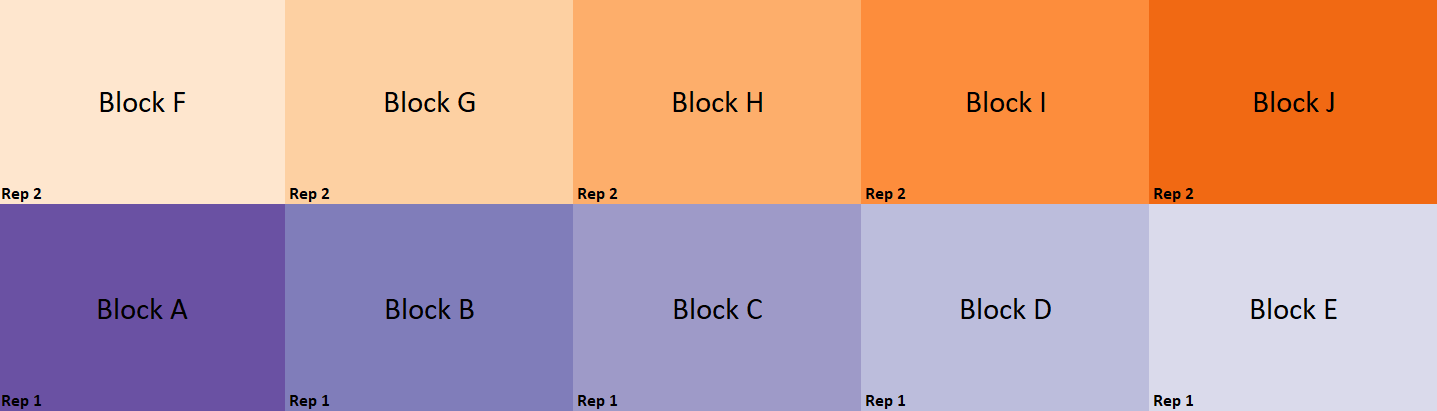 Block F
Block G
Block H
Block I
Block J
Rep 2
Rep 2
Rep 2
Rep 2
Rep 2
Block A
Block B
Block C
Block D
Block E
Rep 1
Rep 1
Rep 1
Rep 1
Rep 1